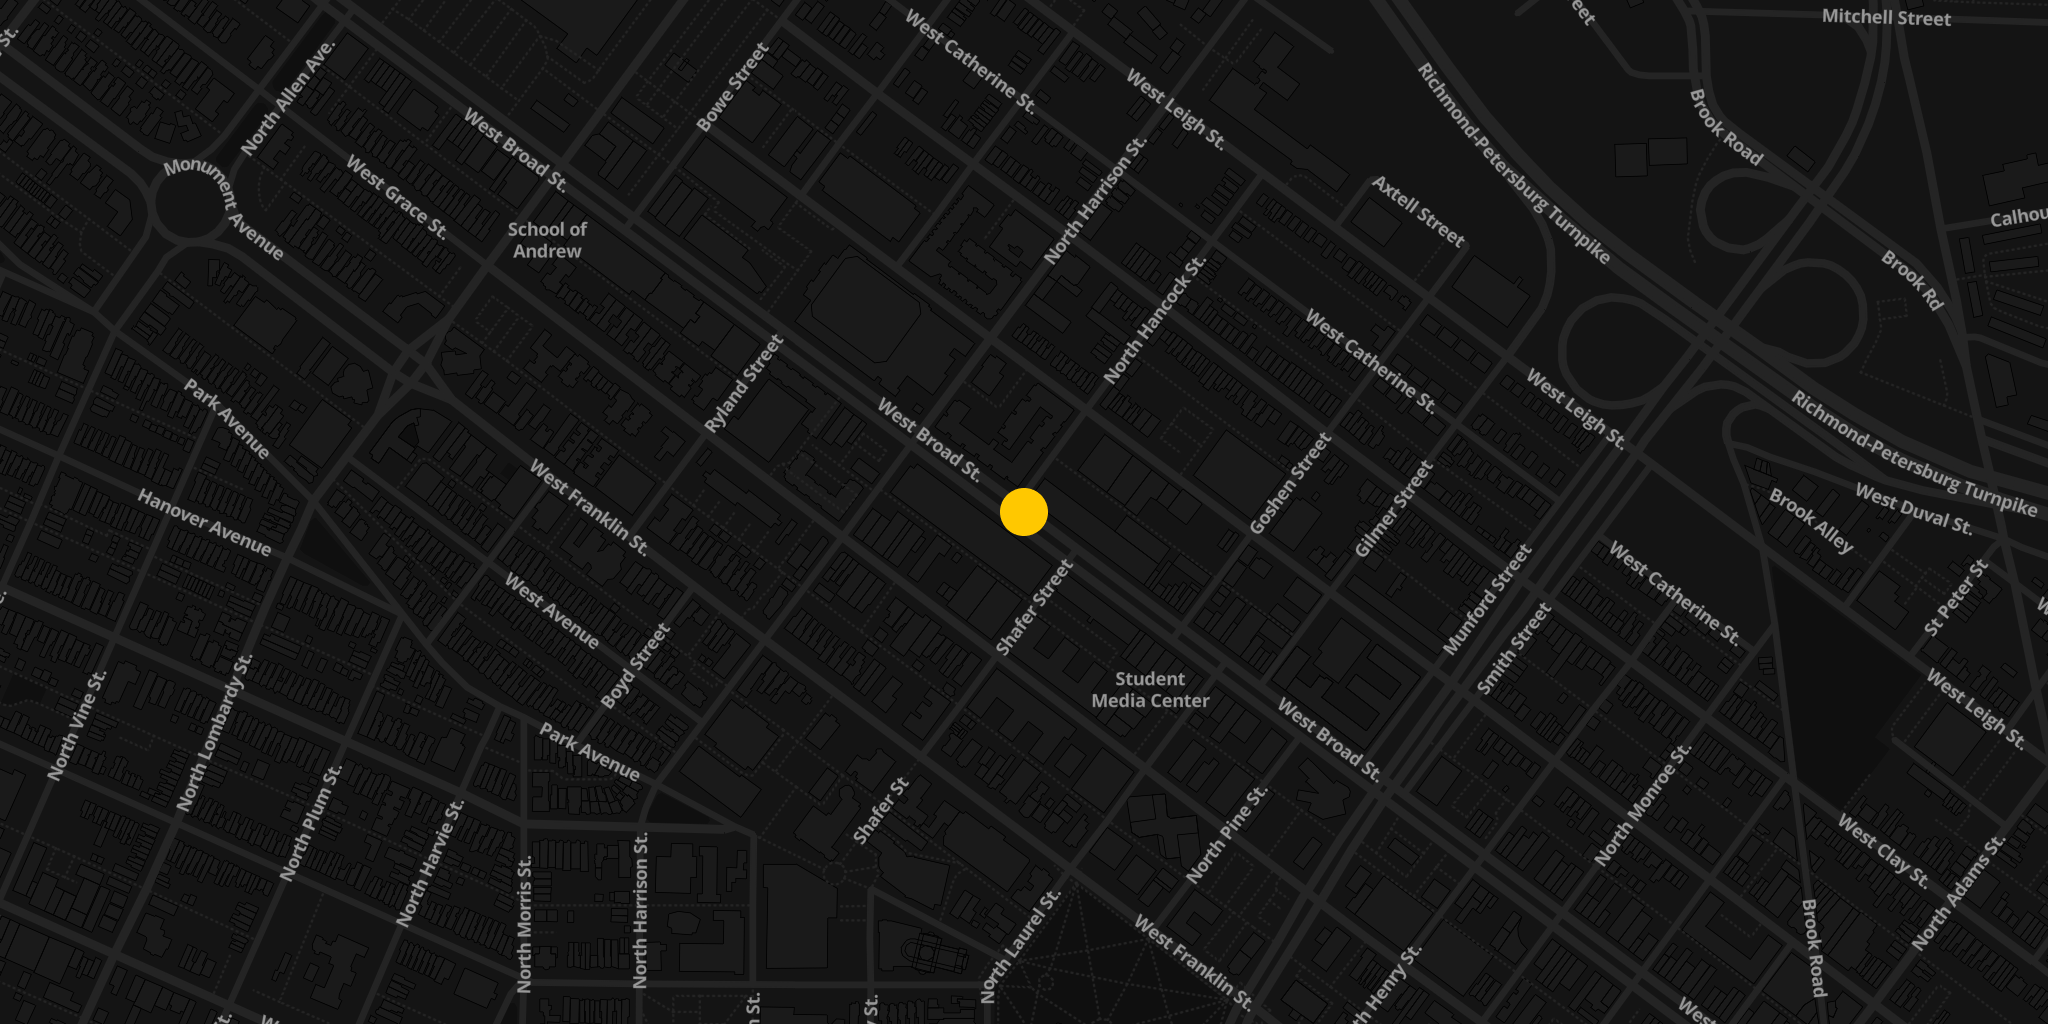 Mitchell Street
West Catherine St.
West Leigh St.
Richmond-Petersburg Turnpike
Brook Road
North Allen Ave.
Bowe Street
West Broad St.
Monument Avenue
West Grace St.
North Harrison St.
Axtell Street
Calhou
School of
Andrew
North Hancock St.
Brook Rd
Park Avenue
Ryland Street
West Catherine St.
West Leigh St.
West Broad St.
Richmond-Petersburg Turnpike
Hanover Avenue
West Franklin St.
Goshen Street
Gilmer Street
West Duval St.
Brook Alley
West Avenue
Shafer Street
Munford Street
West Catherine St.
St Peter St
Boyd Street
Smith Street
Student
Media Center
North Vine St.
North Lombardy St.
Park Avenue
West Broad St.
West Leigh St.
North Plum St.
North Harvie St.
Shafer St
North Pine St.
North Monroe St.
West Clay St.
North Morris St.
North Harrison St.
North Laurel St.
West Franklin St.
North Adams St.
Brook Road
th Henry St.
West